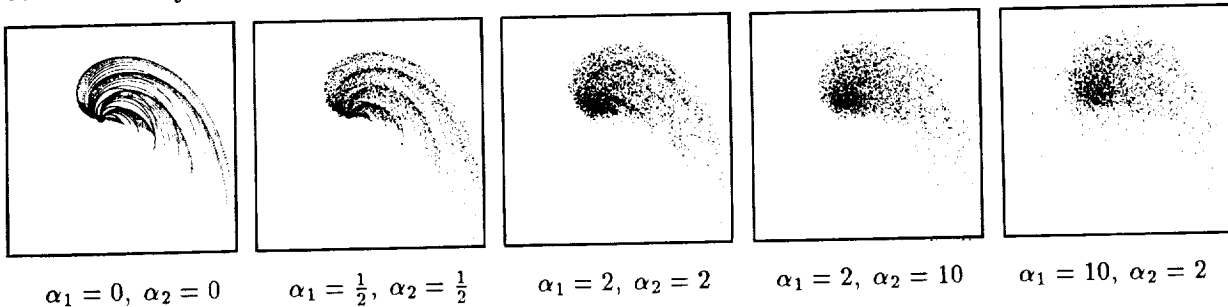 α₁ = 0, α₂ = 0
α₁ = ½, α₂ = ½
α₁ = 2, α₂ = 2
α₁ = 2, α₂ = 10
α₁ = 10, α₂ = 2